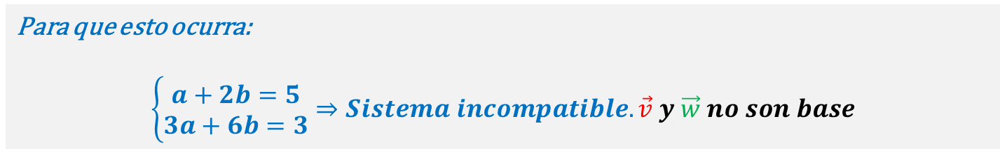 Para que esto ocurra:
a + 2b = 5
3a + 6b = 3
⇒ Sistema incompatible. v⃗ y w⃗ no son base